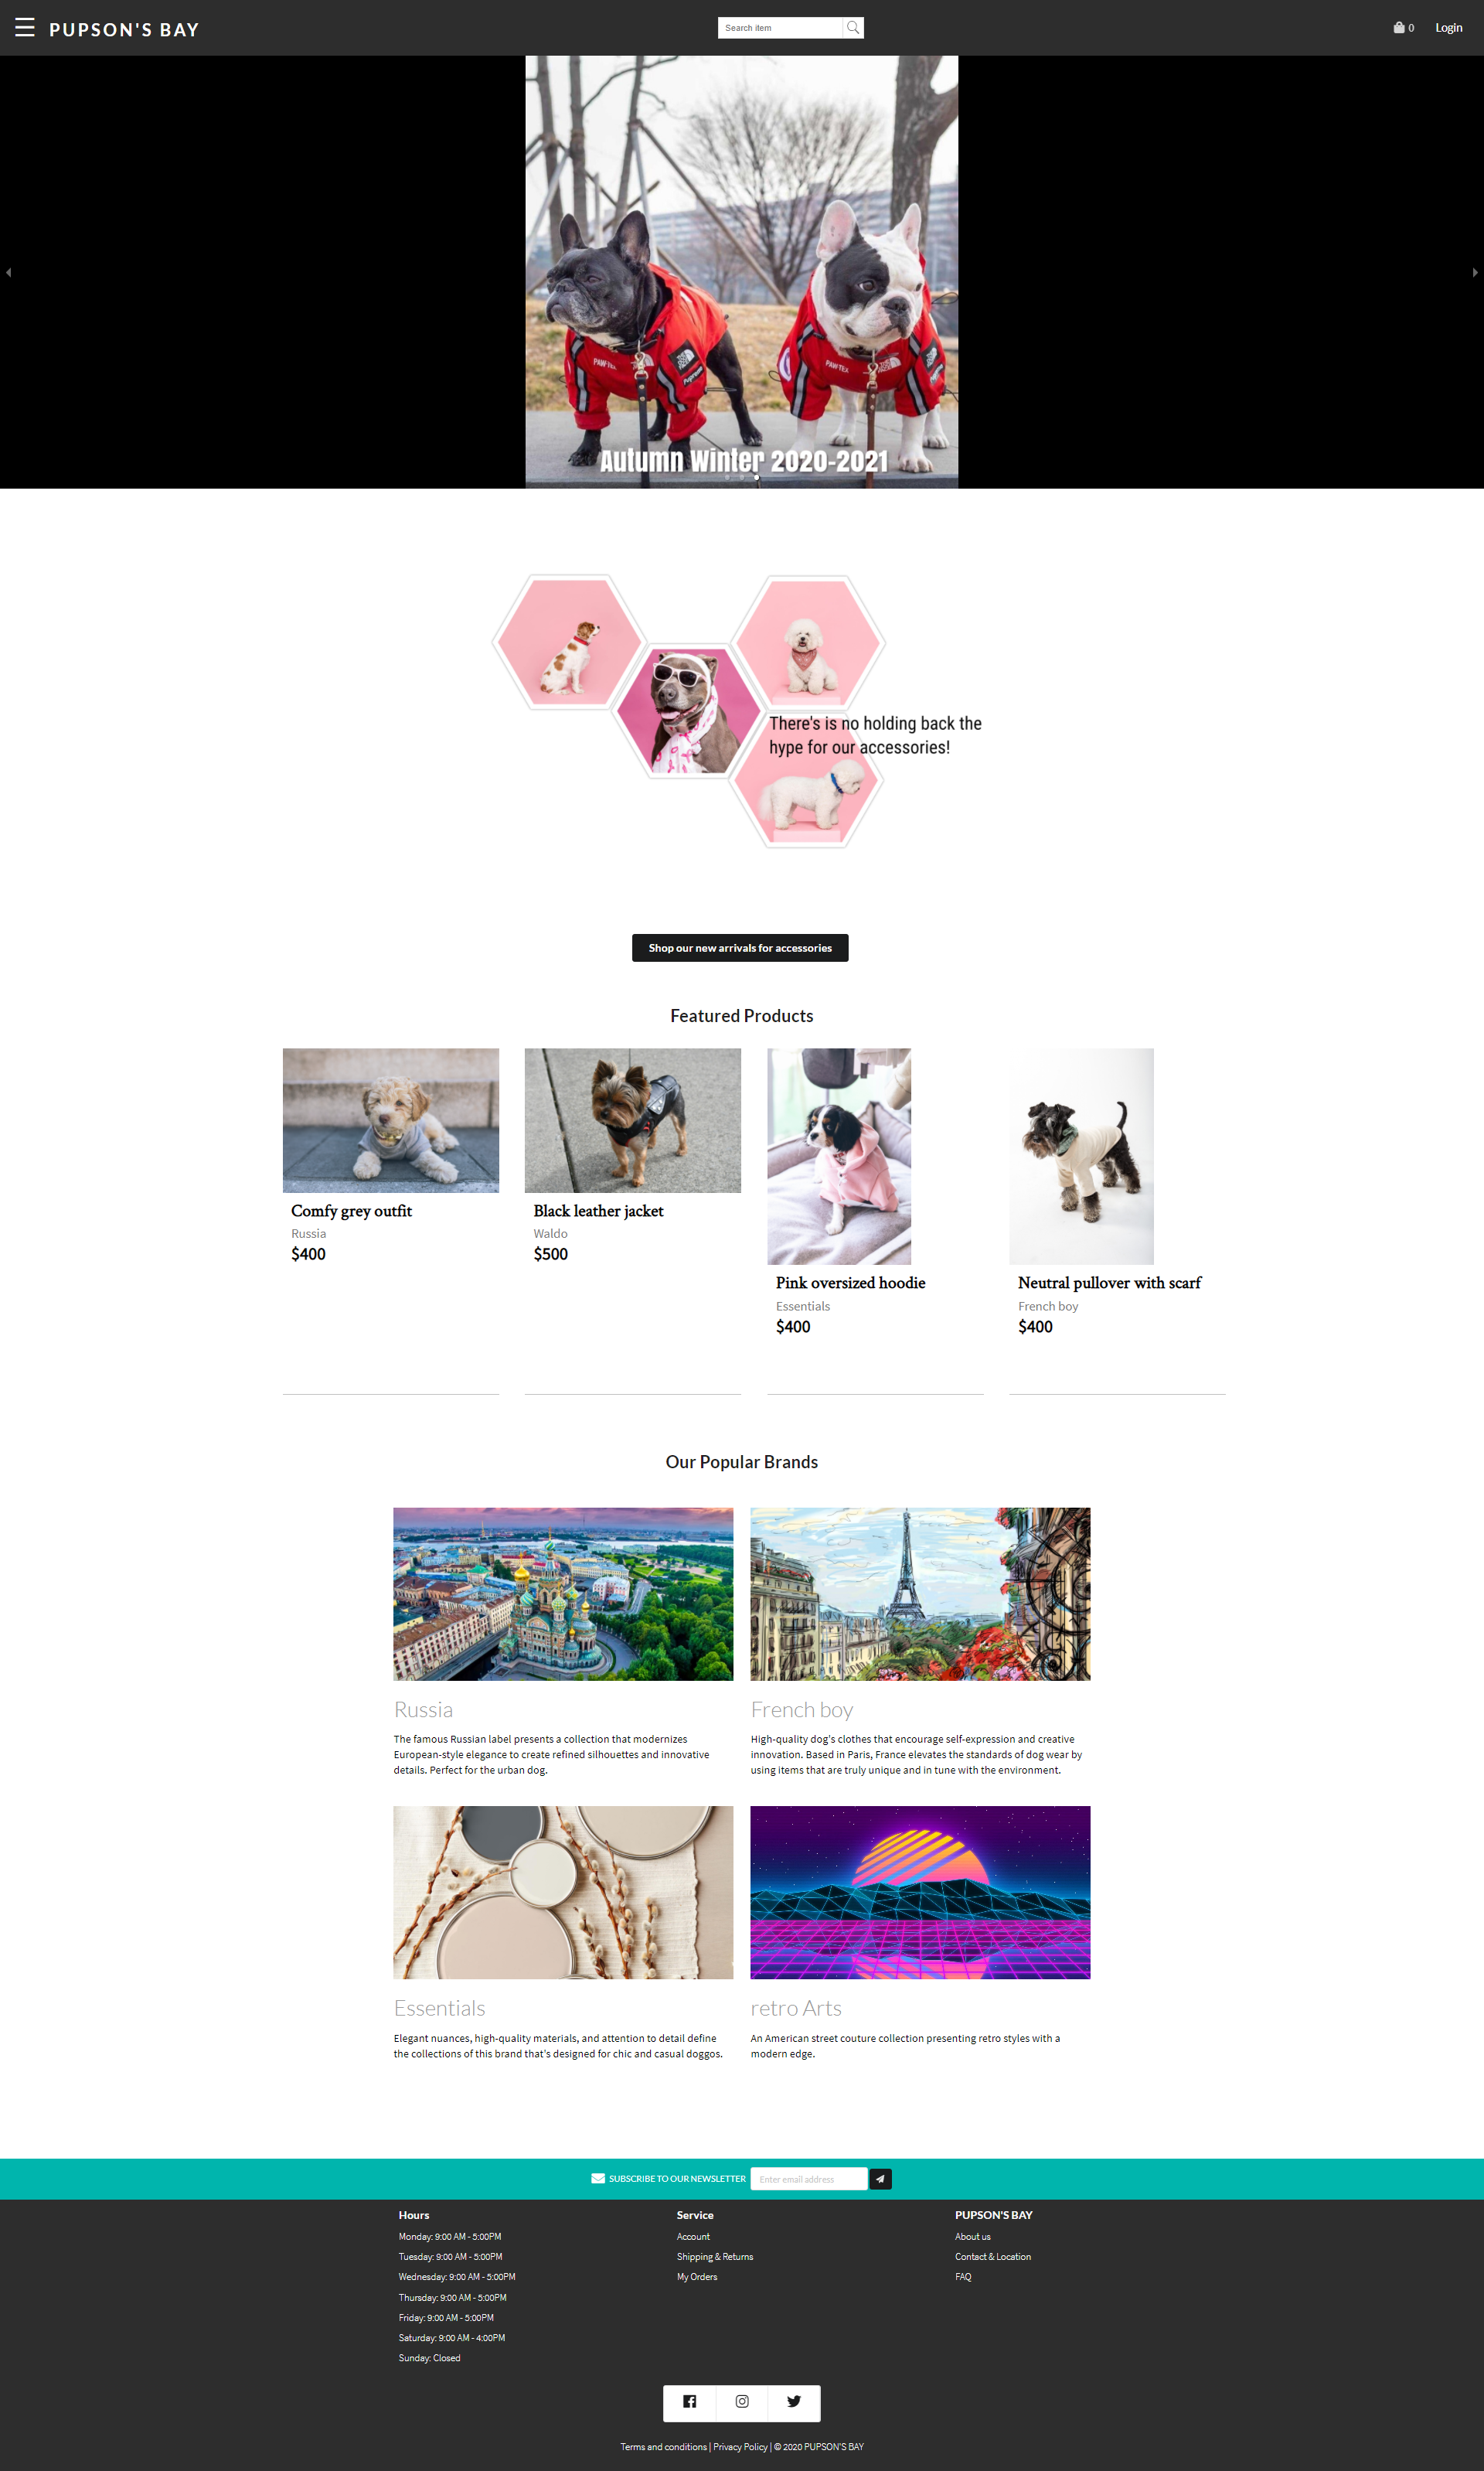 PUPSON'S BAY
Search item
0
Login
PAWTEX
PAWTEX
Autumn Winter 2020-2021
There's is no holding back the
hype for our accessories!
Shop our new arrivals for accessories
Featured Products
Comfy grey outfit
Russia
$400
Black leather jacket
Waldo
$500
Pink oversized hoodie
Essentials
$400
Neutral pullover with scarf
French boy
$400
Our Popular Brands
Russia
The famous Russian label presents a collection that modernizes
European-style elegance to create refined silhouettes and innovative
details. Perfect for the urban dog.
French boy
High-quality dog's clothes that encourage self-expression and creative
innovation. Based in Paris, France elevates the standards of dog wear by
using items that are truly unique and in tune with the environment.
Essentials
Elegant nuances, high-quality materials, and attention to detail define
the collections of this brand that's designed for chic and casual doggos.
retro Arts
An American street couture collection presenting retro styles with a
modern edge.
SUBSCRIBE TO OUR NEWSLETTER
Enter email address
Hours
Monday: 9:00 AM - 5:00PM
Tuesday: 9:00 AM - 5:00PM
Wednesday: 9:00 AM - 5:00PM
Thursday: 9:00 AM - 5:00PM
Friday: 9:00 AM - 5:00PM
Saturday: 9:00 AM - 4:00PM
Sunday: Closed
Service
Account
Shipping & Returns
My Orders
PUPSON'S BAY
About us
Contact & Location
FAQ
Terms and conditions | Privacy Policy | © 2020 PUPSON'S BAY